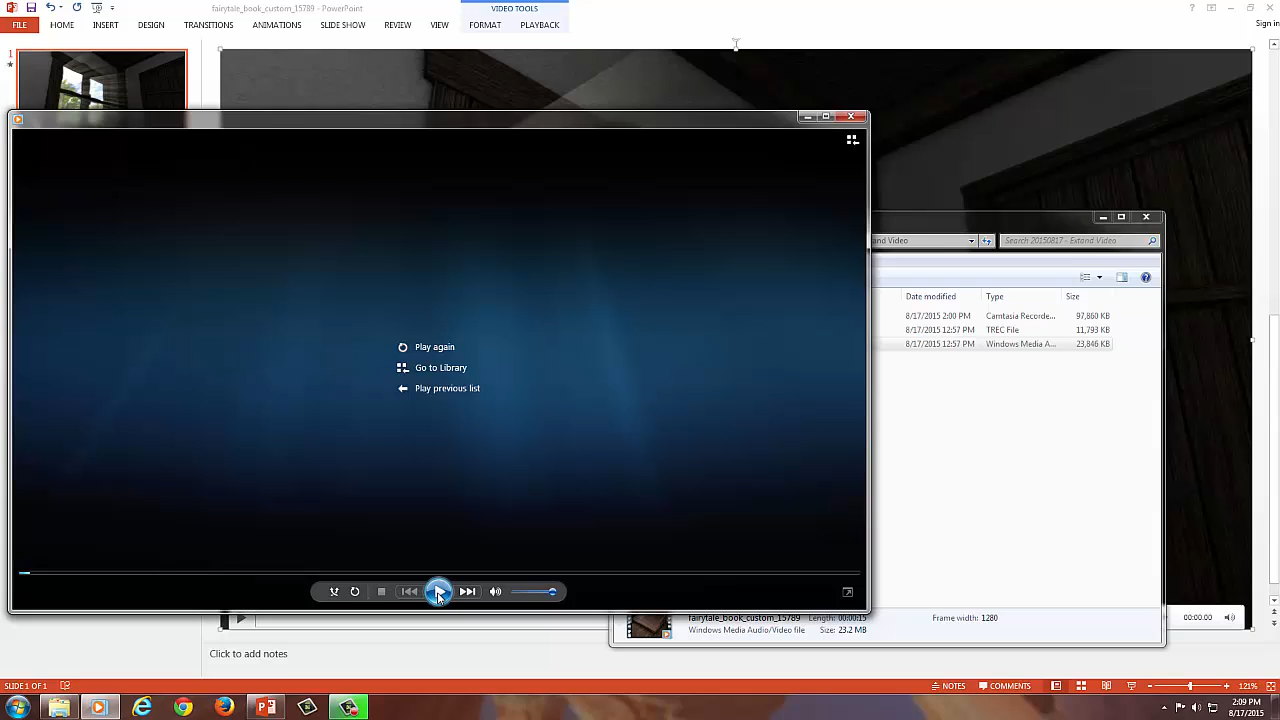 fairytale_book_custom_15789 - PowerPoint
VIDEO TOOLS
FILE HOME INSERT DESIGN TRANSITIONS ANIMATIONS SLIDE SHOW REVIEW VIEW FORMAT PLAYBACK
Sign in
1
and Video
Search 20150817 - Extand Video
Date modified Type Size
8/17/2015 2:00 PM Camtasia Recorde... 97,860 KB
8/17/2015 12:57 PM TREC File 11,793 KB
8/17/2015 12:57 PM Windows Media A... 23,846 KB
Play again
Go to Library
Play previous list
fairytale_book_custom_15789 Length: 00:00:15 Frame width: 1280
Windows Media Audio/Video file Size: 23.2 MB
00:00.00
Click to add notes
SLIDE 1 OF 1 NOTES COMMENTS 121%
2:09 PM
8/17/2015